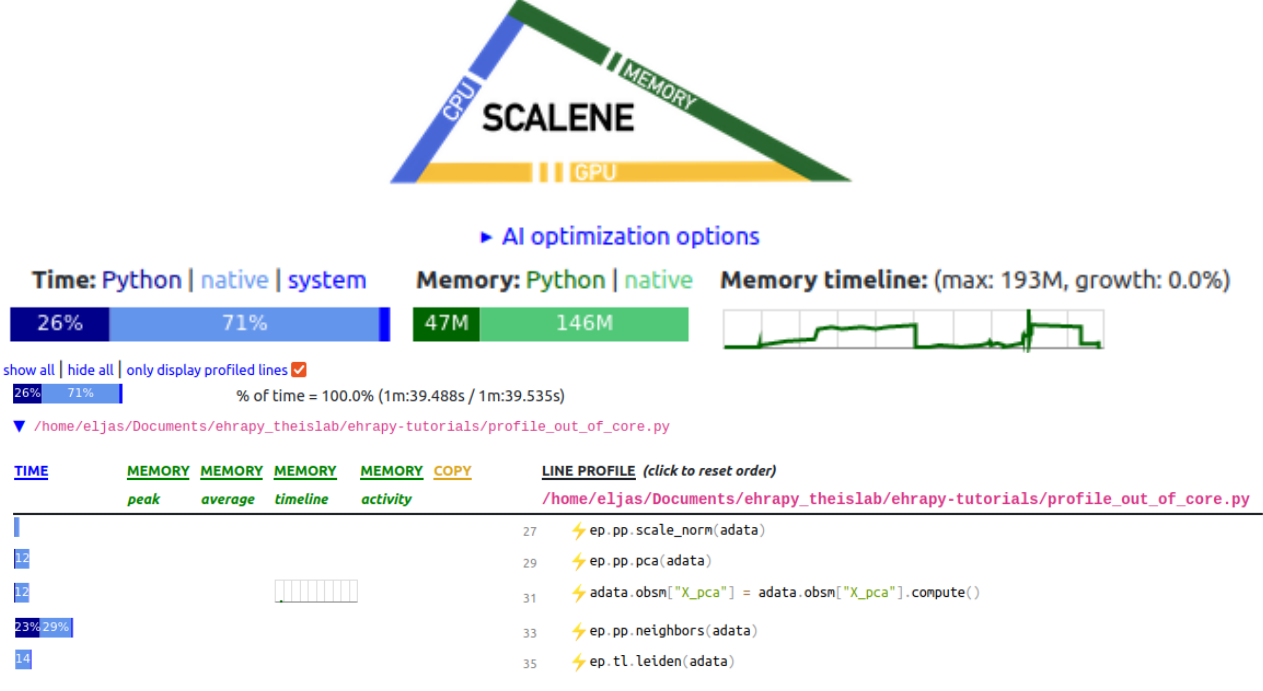 CPU
MEMORY
SCALENE
GPU
► AI optimization options
Time: Python | native | system
Memory: Python | native
Memory timeline: (max: 193M, growth: 0.0%)
26% 71%
47M 146M
show all | hide all | only display profiled lines
26% 71%
% of time = 100.0% (1m:39.488s / 1m:39.535s)
▼ /home/eljas/Documents/ehrapy_theislab/ehrapy-tutorials/profile_out_of_core.py
TIME MEMORY MEMORY MEMORY MEMORY COPY LINE PROFILE (click to reset order)
peak average timeline activity /home/eljas/Documents/ehrapy_theislab/ehrapy-tutorials/profile_out_of_core.py
27 ⚡ep.pp.scale_norm(adata)
12 29 ⚡ep.pp.pca(adata)
12 31 ⚡adata.obsm["X_pca"] = adata.obsm["X_pca"].compute()
23% 29% 33 ⚡ep.pp.neighbors(adata)
14 35 ⚡ep.tl.leiden(adata)